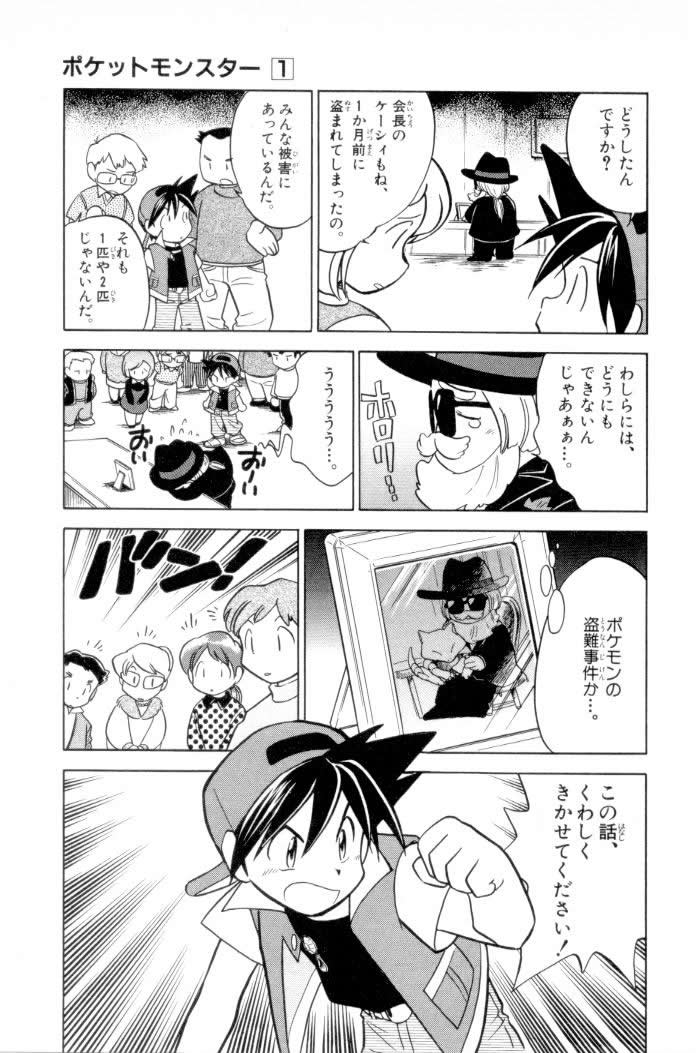 ポケットモンスター 1
どうしたん
ですか?
会長の
ケーシィもね、
1か月前に
盗まれてしまったの。
みんな被害に
あっているんだ。
それも
1匹や2匹
じゃないんだ。
わしらには、
どうにも
できないん
じゃあぁぁ…。
ホロリ…
うううううう…。
おい
おい
ポケモンの
盗難事件か…。
バン!
この話、
くわしく
きかせてください!